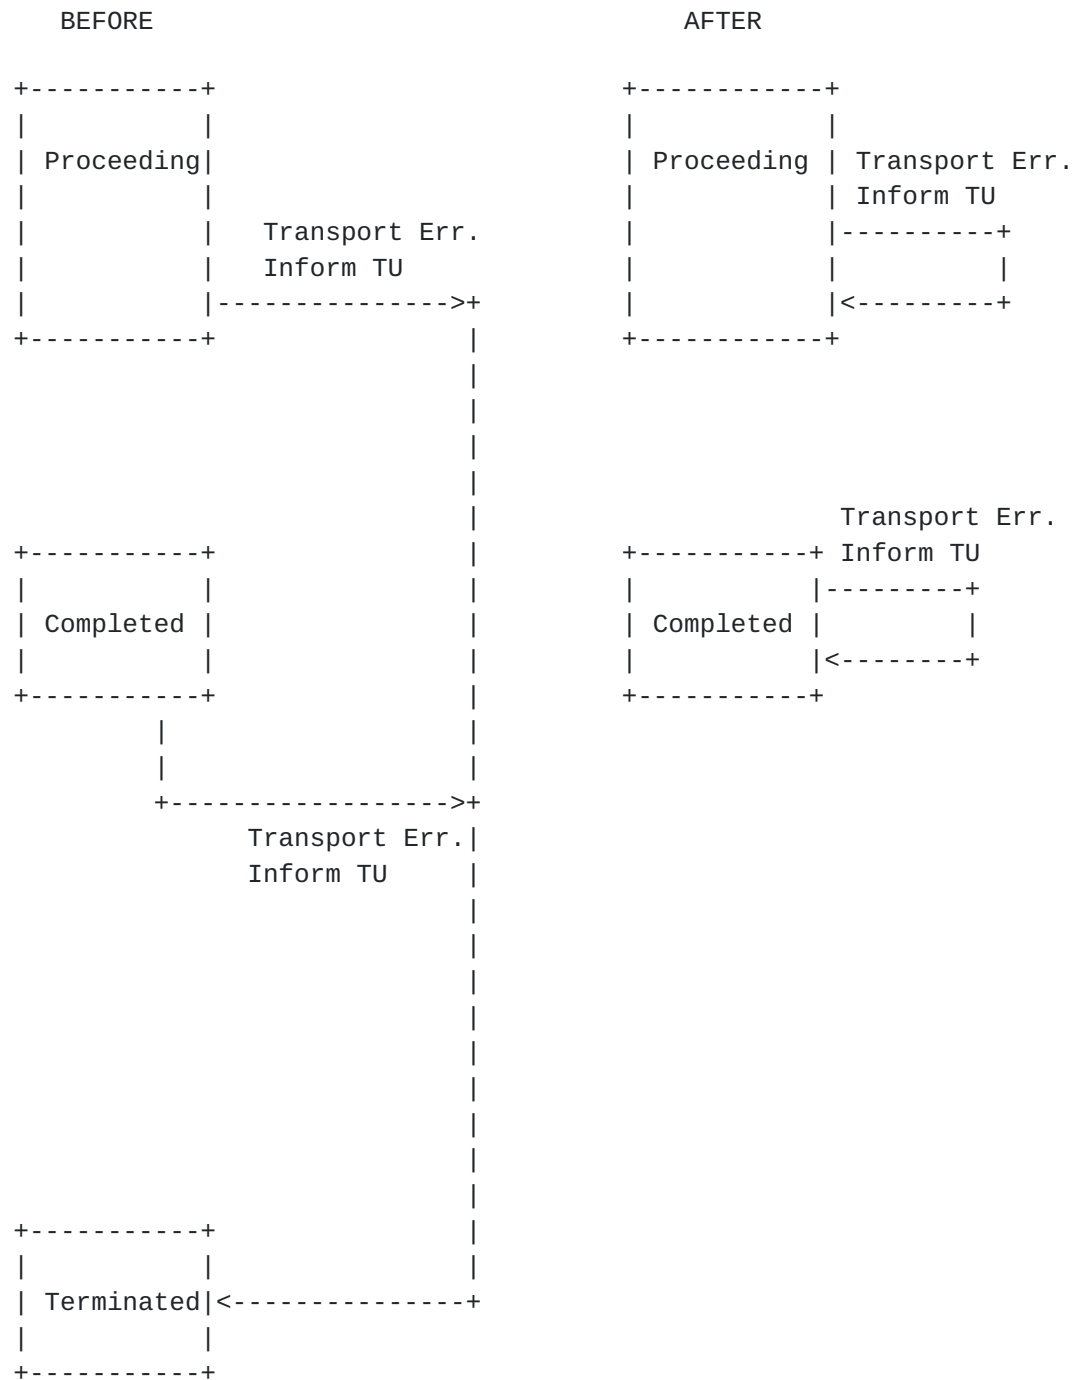 BEFORE AFTER
Proceeding Proceeding Transport Err.
Inform TU
Transport Err.
Inform TU
Transport Err.
Inform TU
Completed Completed
Transport Err.
Inform TU
Terminated